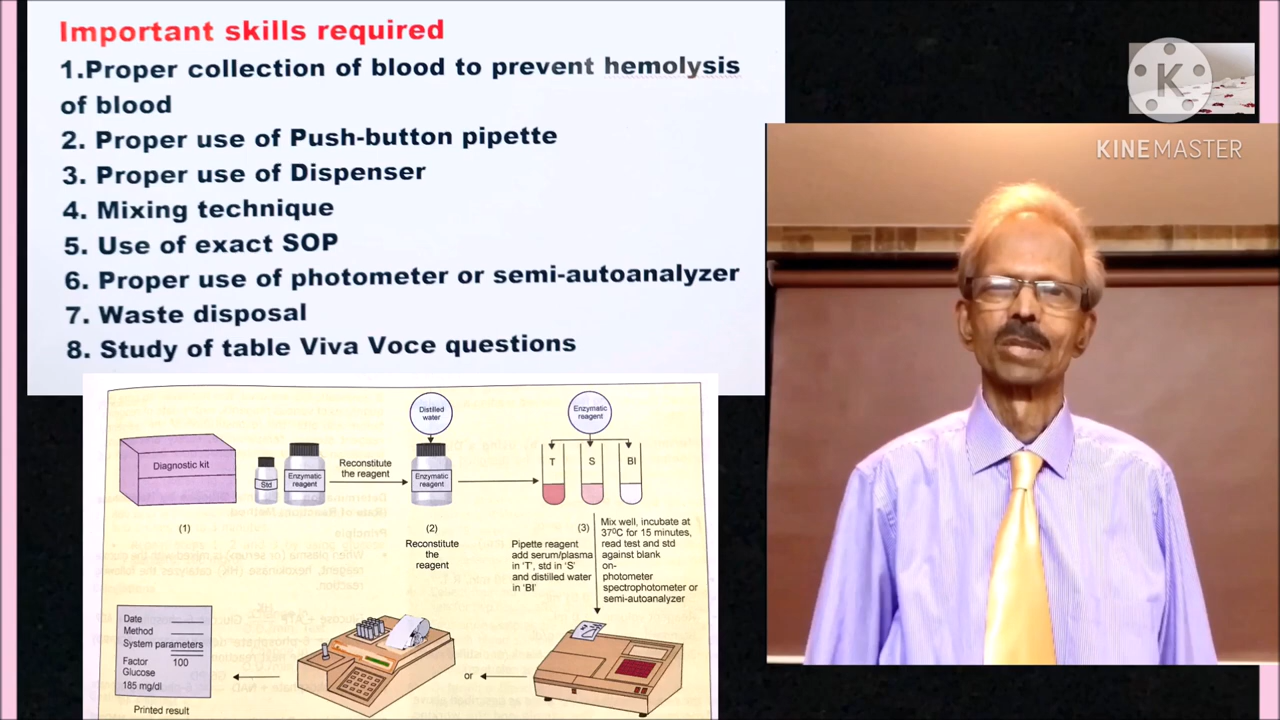 Important skills required
1.Proper collection of blood to prevent hemolysis
of blood
2. Proper use of Push-button pipette
3. Proper use of Dispenser
4. Mixing technique
5. Use of exact SOP
6. Proper use of photometer or semi-autoanalyzer
7. Waste disposal
8. Study of table Viva Voce questions
K
KINEMASTER
Distilled
water
Enzymatic
reagent
Diagnostic kit
Std
Enzymatic
reagent
Reconstitute
the reagent
Enzymatic
reagent
T S Bl
(1)
(2)
Reconstitute
the
reagent
(3)
Pipette reagent
add serum/plasma
in 'T', std in 'S'
and distilled water
in 'Bl'
Mix well, incubate at
37⁰C for 15 minutes,
read test and std
against blank
on-
photometer
spectrophotometer or
semi-autoanalyzer
Date
Method
System parameters
Factor 100
Glucose
185 mg/dl
Printed result
or